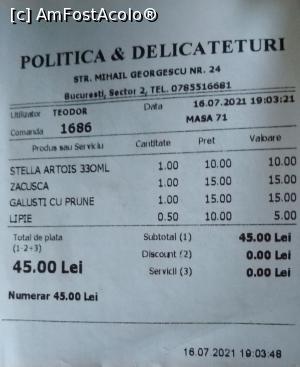 [c] AmFostAcolo®
POLITICA & DELICATETURI
STR. MIHAIL GEORGESCU NR. 24
Bucuresti, Sector 2, TEL. 0785516681
Utilizator TEODOR Data 16.07.2021 19:03:21
Comanda 1686 MASA 71
Produs sau Serviciu Cantitate Pret Valoare
STELLA ARTOIS 330ML 1.00 10.00 10.00
ZACUSCA 1.00 15.00 15.00
GALUSTI CU PRUNE 1.00 15.00 15.00
LIPIE 0.50 10.00 5.00
Total de plata Subtotal (1) 45.00 Lei
(1-2+3) Discount (2) 0.00 Lei
45.00 Lei Servicii (3) 0.00 Lei
Numerar 45.00 Lei
16.07.2021 19:03:48